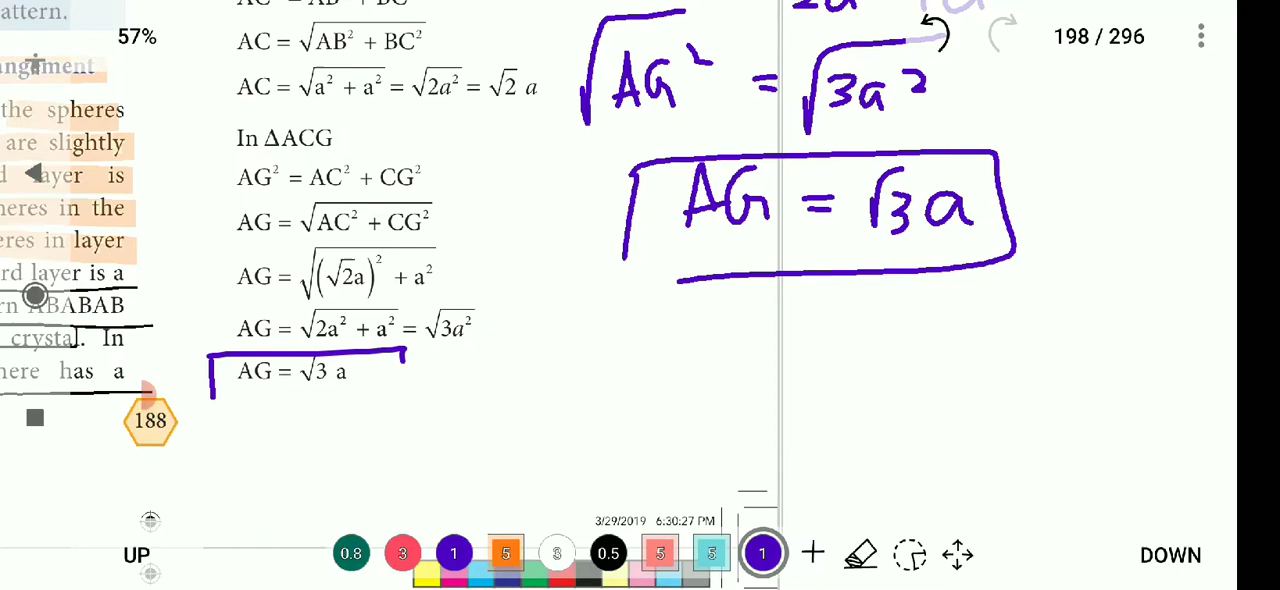 attern.
57%
angement
the spheres
are slightly
layer is
heres in the
eres in layer
rd layer is a
rn ABABAB
crystal. In
here has a
188
AC = √AB² + BC²
AC = √a² + a² = √2a² = √2 a
In ΔACG
AG² = AC² + CG²
AG = √AC² + CG²
AG = √(√2a)² + a²
AG = √2a² + a² = √3a²
AG = √3 a
√AG² = √3a²
AG = √3 a
198 / 296
3/29/2019 6:30:27 PM
UP
0.8 3 1 5 3 0.5 5 5 1
DOWN